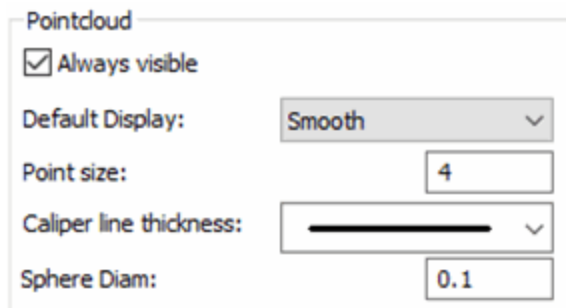 Pointcloud
Always visible
Default Display: Smooth
Point size: 4
Caliper line thickness:
Sphere Diam: 0.1